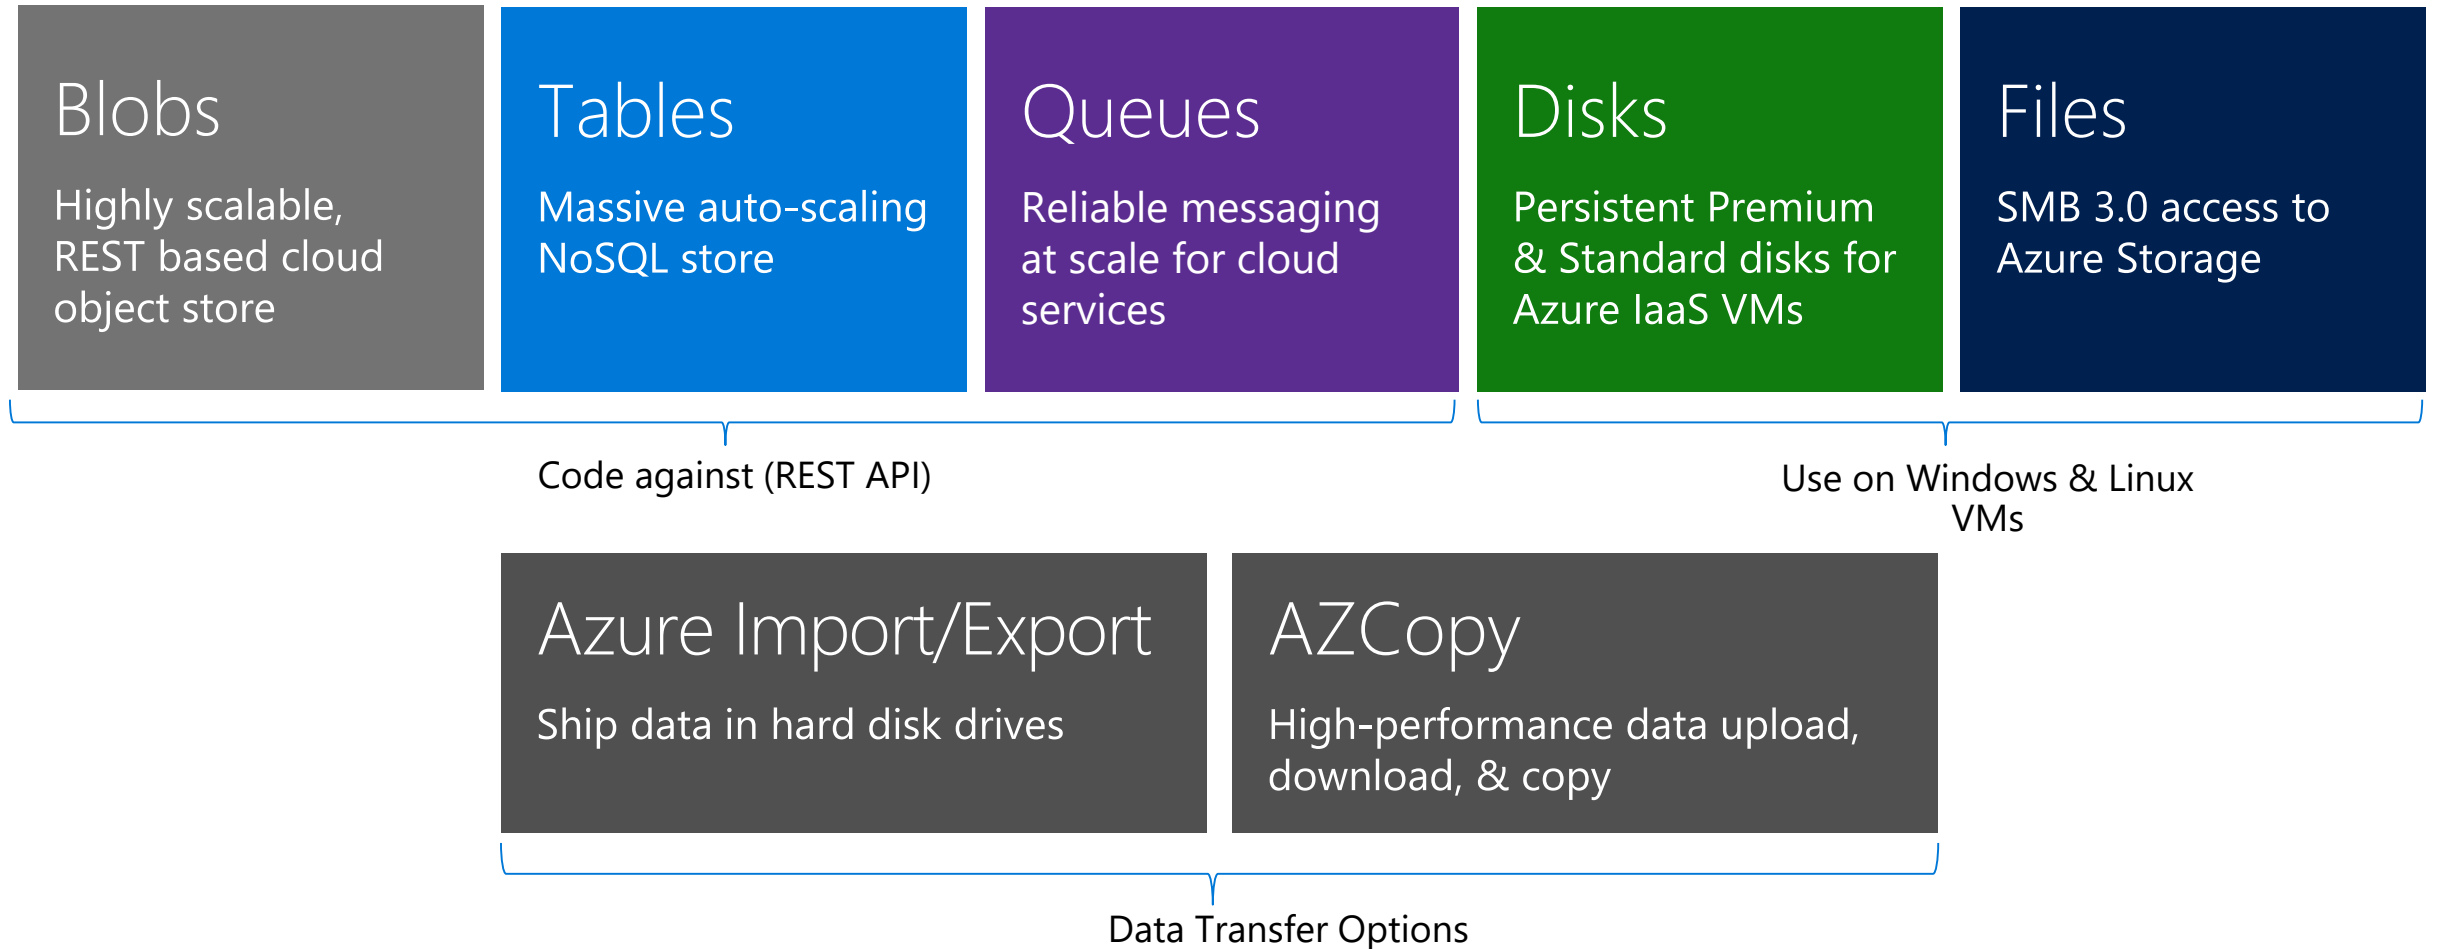 Blobs
Highly scalable,
REST based cloud
object store
Tables
Massive auto-scaling
NoSQL store
Queues
Reliable messaging
at scale for cloud
services
Disks
Persistent Premium
& Standard disks for
Azure IaaS VMs
Files
SMB 3.0 access to
Azure Storage
Code against (REST API)
Use on Windows & Linux
VMs
Azure Import/Export
Ship data in hard disk drives
AZCopy
High-performance data upload,
download, & copy
Data Transfer Options